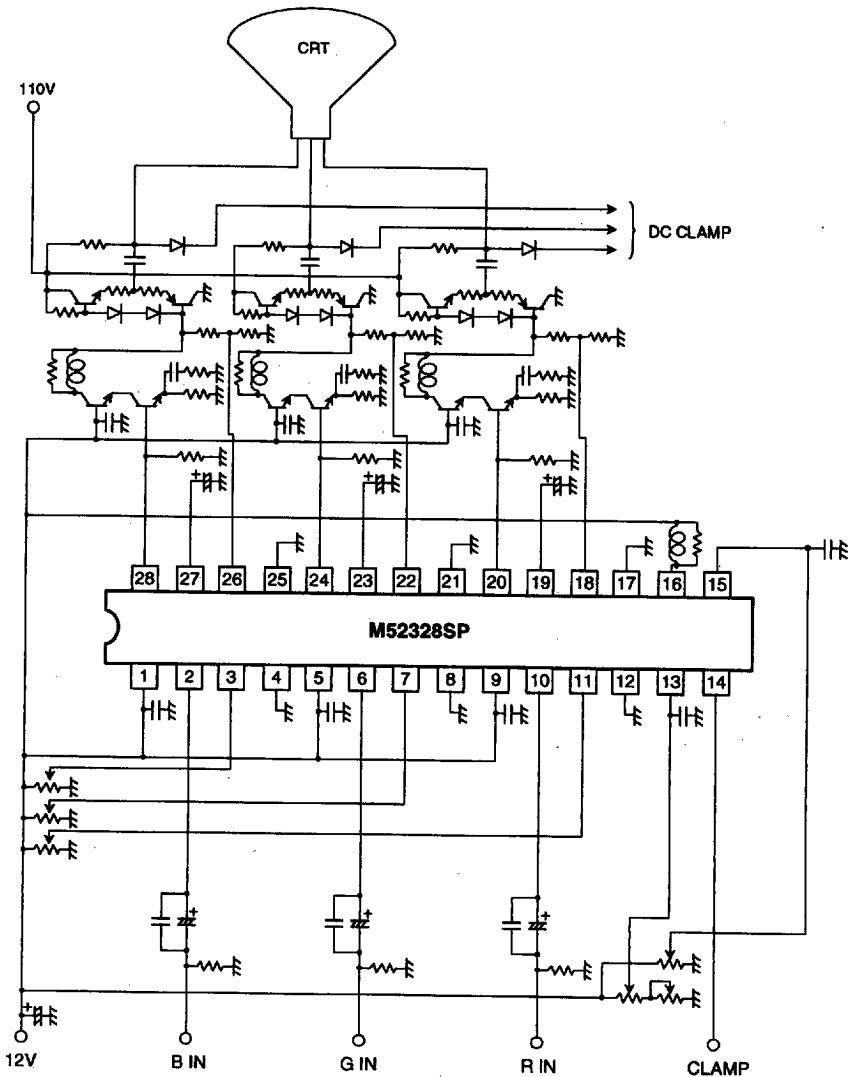 CRT
110V
DC CLAMP
28 27 26 25 24 23 22 21 20 19 18 17 16 15
M52328SP
1 2 3 4 5 6 7 8 9 10 11 12 13 14
12V B IN G IN R IN CLAMP